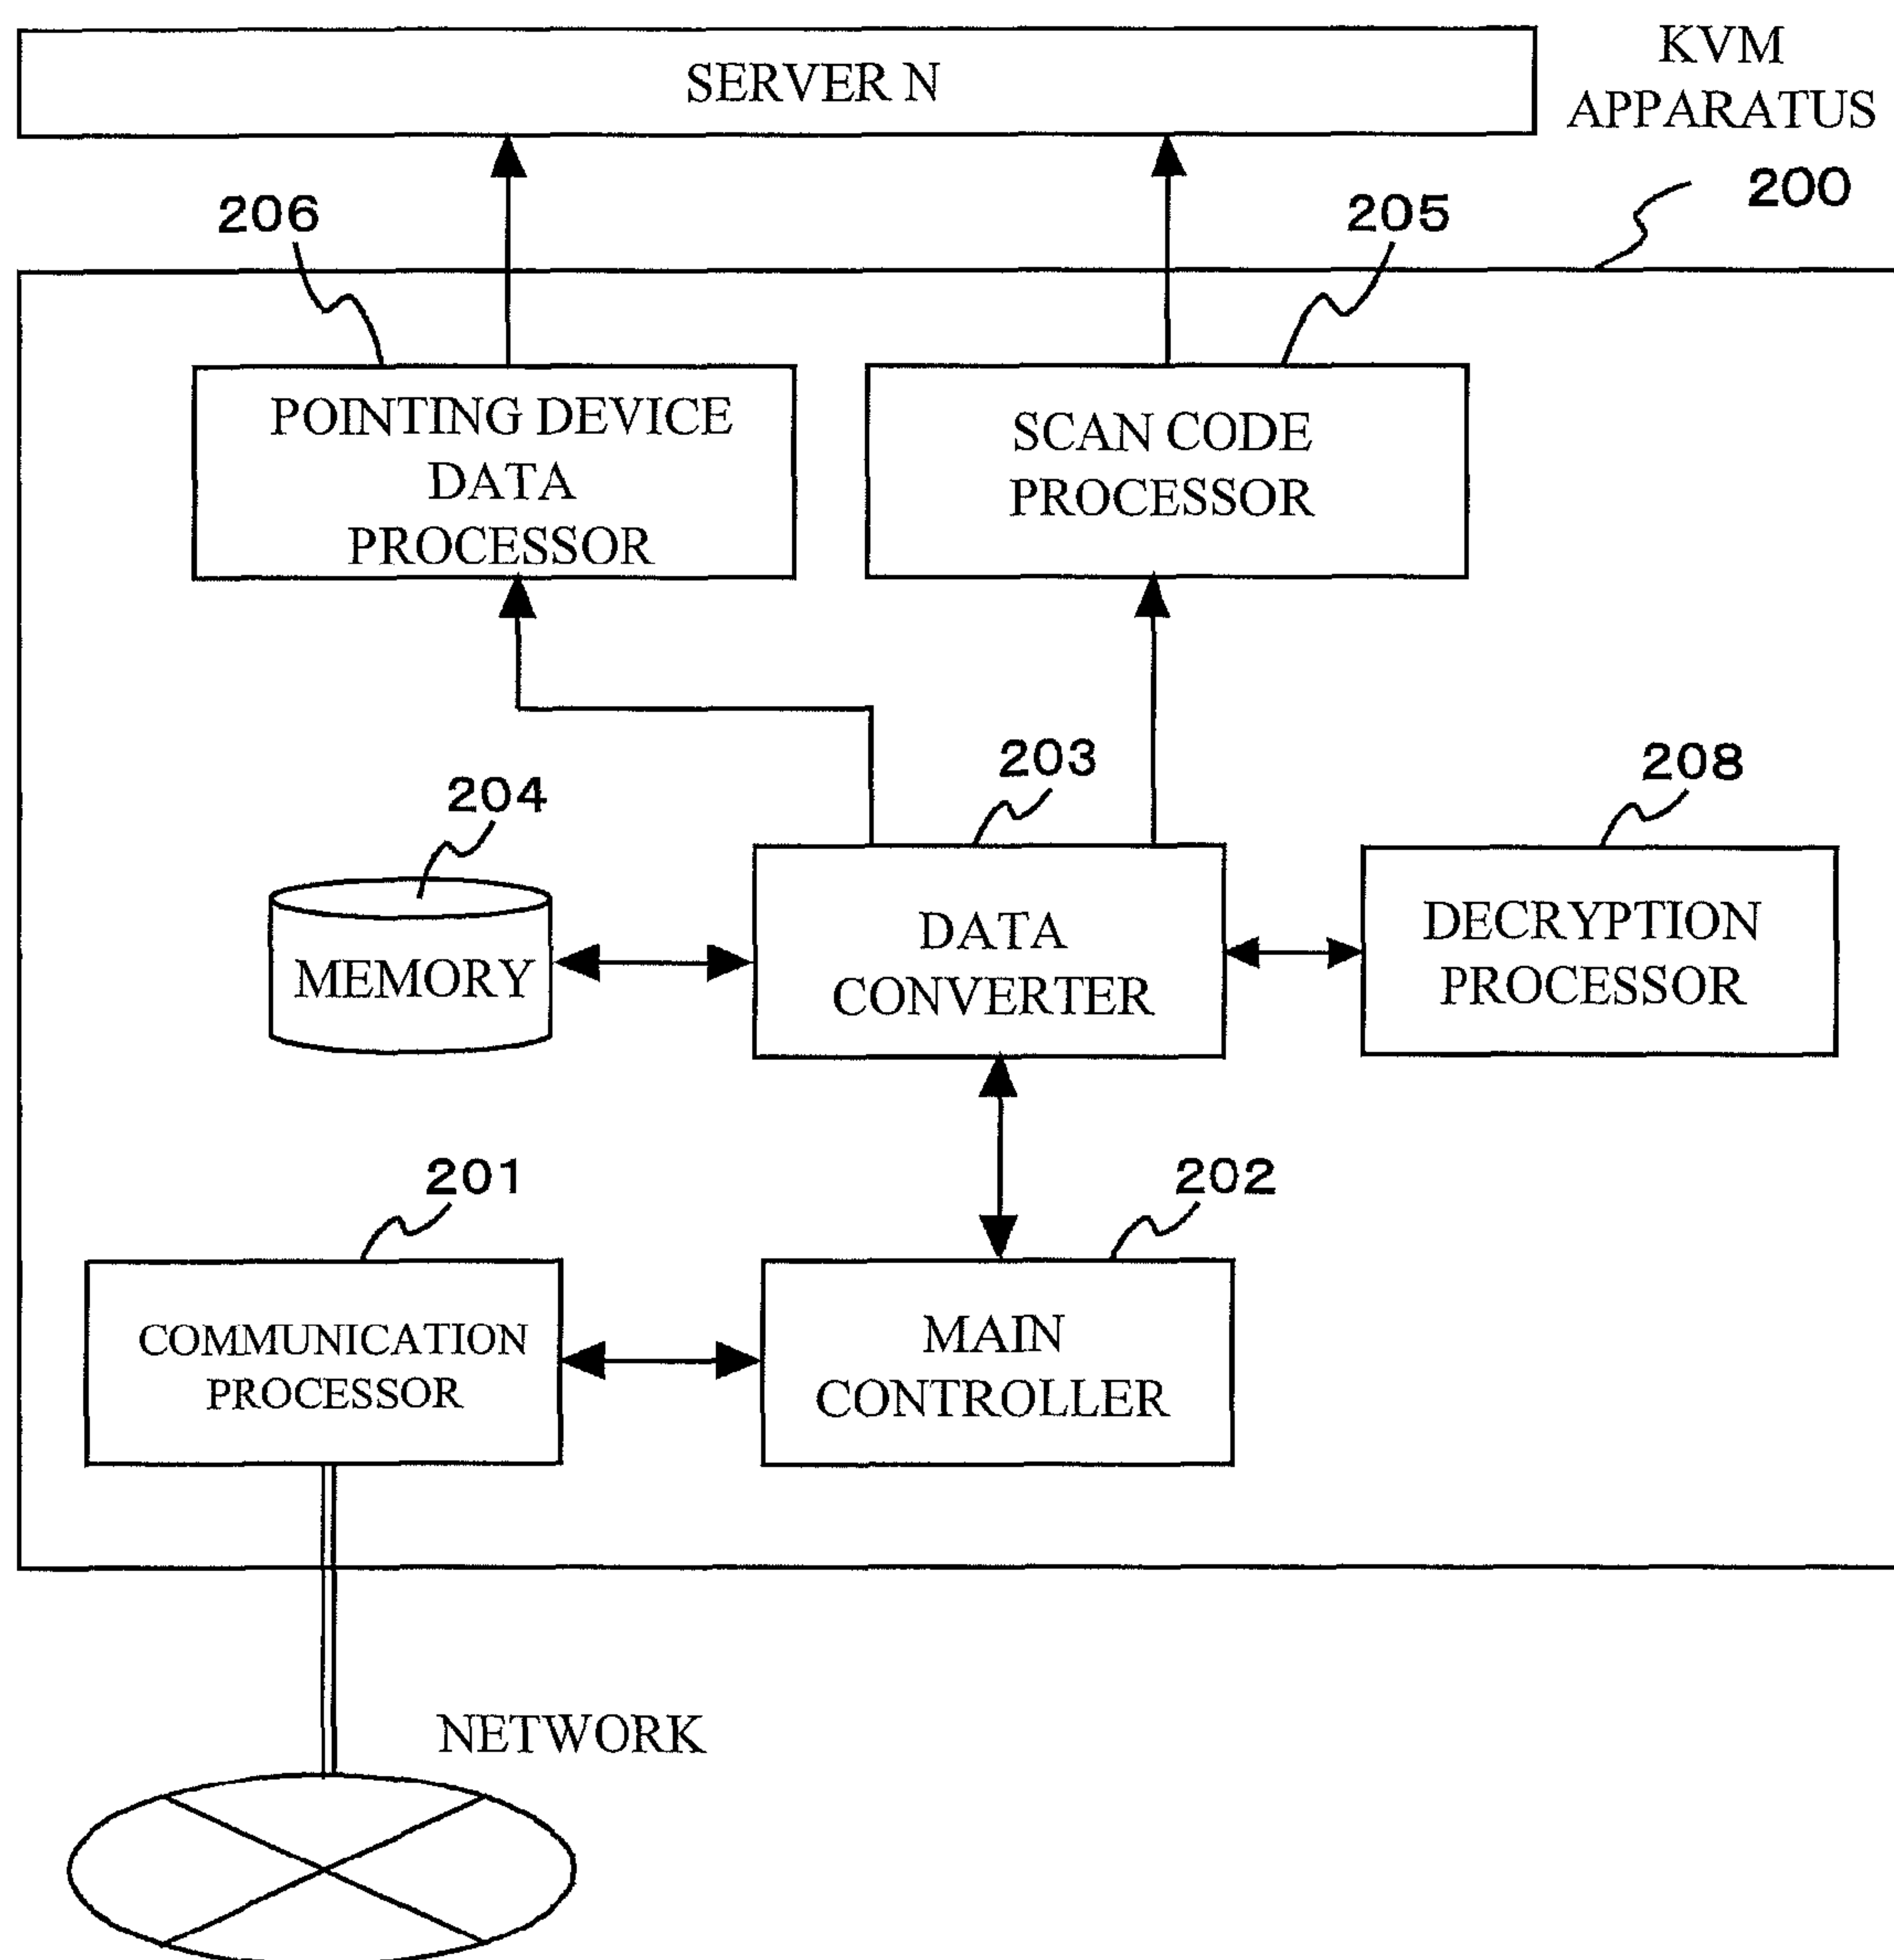 SERVER N
KVM
APPARATUS
200
206
205
POINTING DEVICE
DATA
PROCESSOR
SCAN CODE
PROCESSOR
203
208
204
MEMORY
DATA
CONVERTER
DECRYPTION
PROCESSOR
201
202
COMMUNICATION
PROCESSOR
MAIN
CONTROLLER
NETWORK